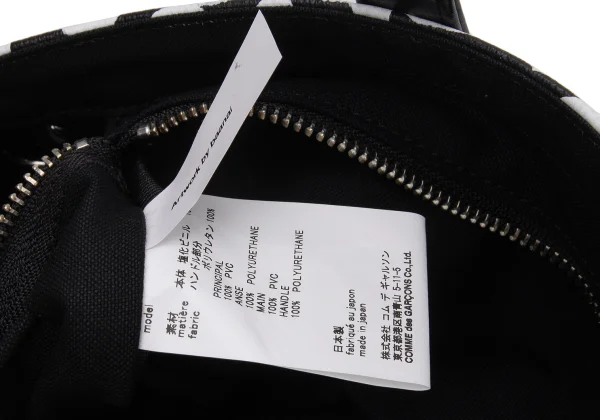 Artwork by baanai
model
素材 本体 塩化ビニル
matière ハンドル部分
fabric ポリウレタン 100%
PRINCIPAL
100% PVC
ANSE
100% POLYURETHANE
MAIN
100% PVC
HANDLE
100% POLYURETHANE
日本製
fabriqué au japon
made in japan
株式会社 コム デ ギャルソン
東京都港区南青山 5-11-5
COMME des GARÇONS Co.,Ltd.